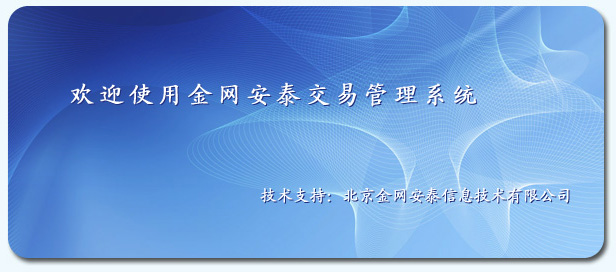 欢迎使用金网安泰交易管理系统
技术支持：北京金网安泰信息技术有限公司